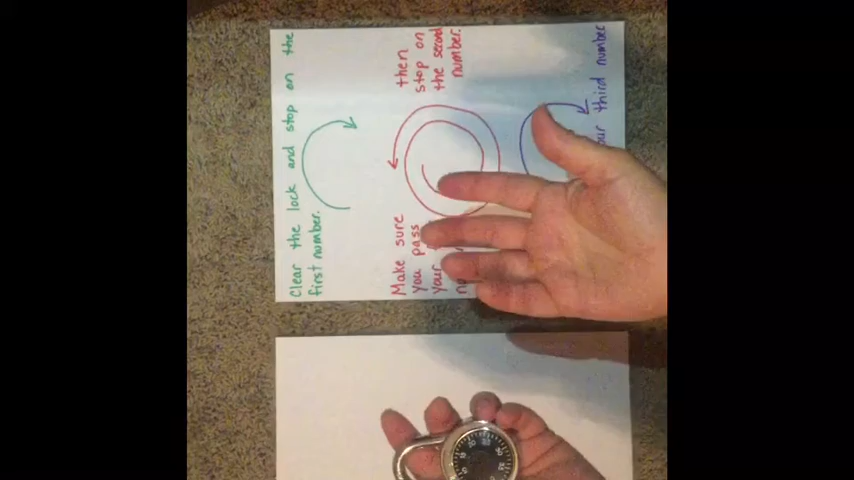 Clear the lock and stop on the
first number.
Make sure
you pass
your
then
stop on
the second
number.
our third number